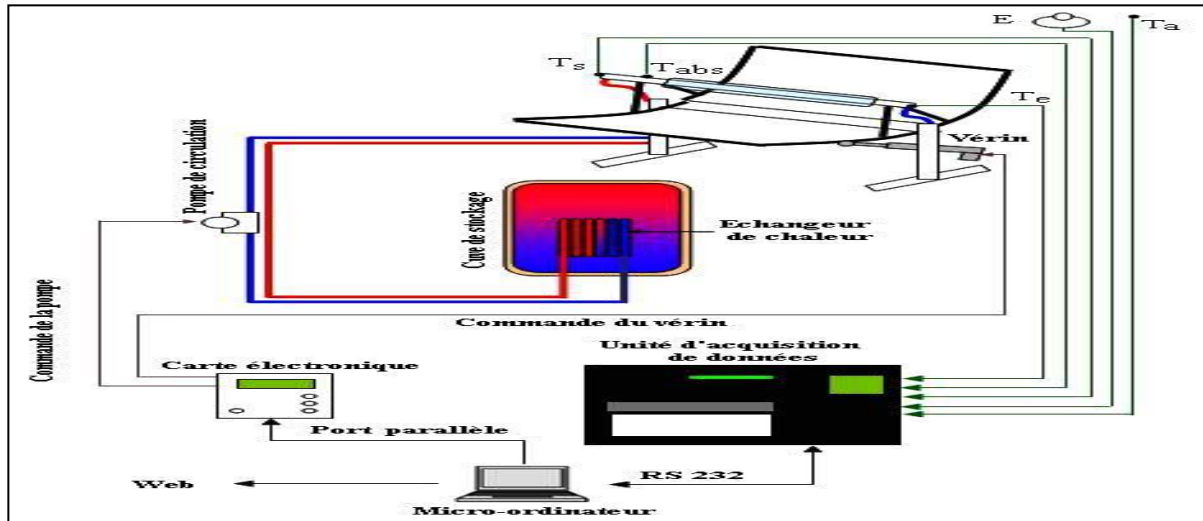 E
Ta
Ts
Tabs
Te
Vérin
Pompe de circulation
Cuve de stockage
Echangeur
de chaleur
Commande de la pompe
Commande du vérin
Unité d'acquisition
de données
Carte électronique
Port parallèle
RS 232
Web
Micro-ordinateur